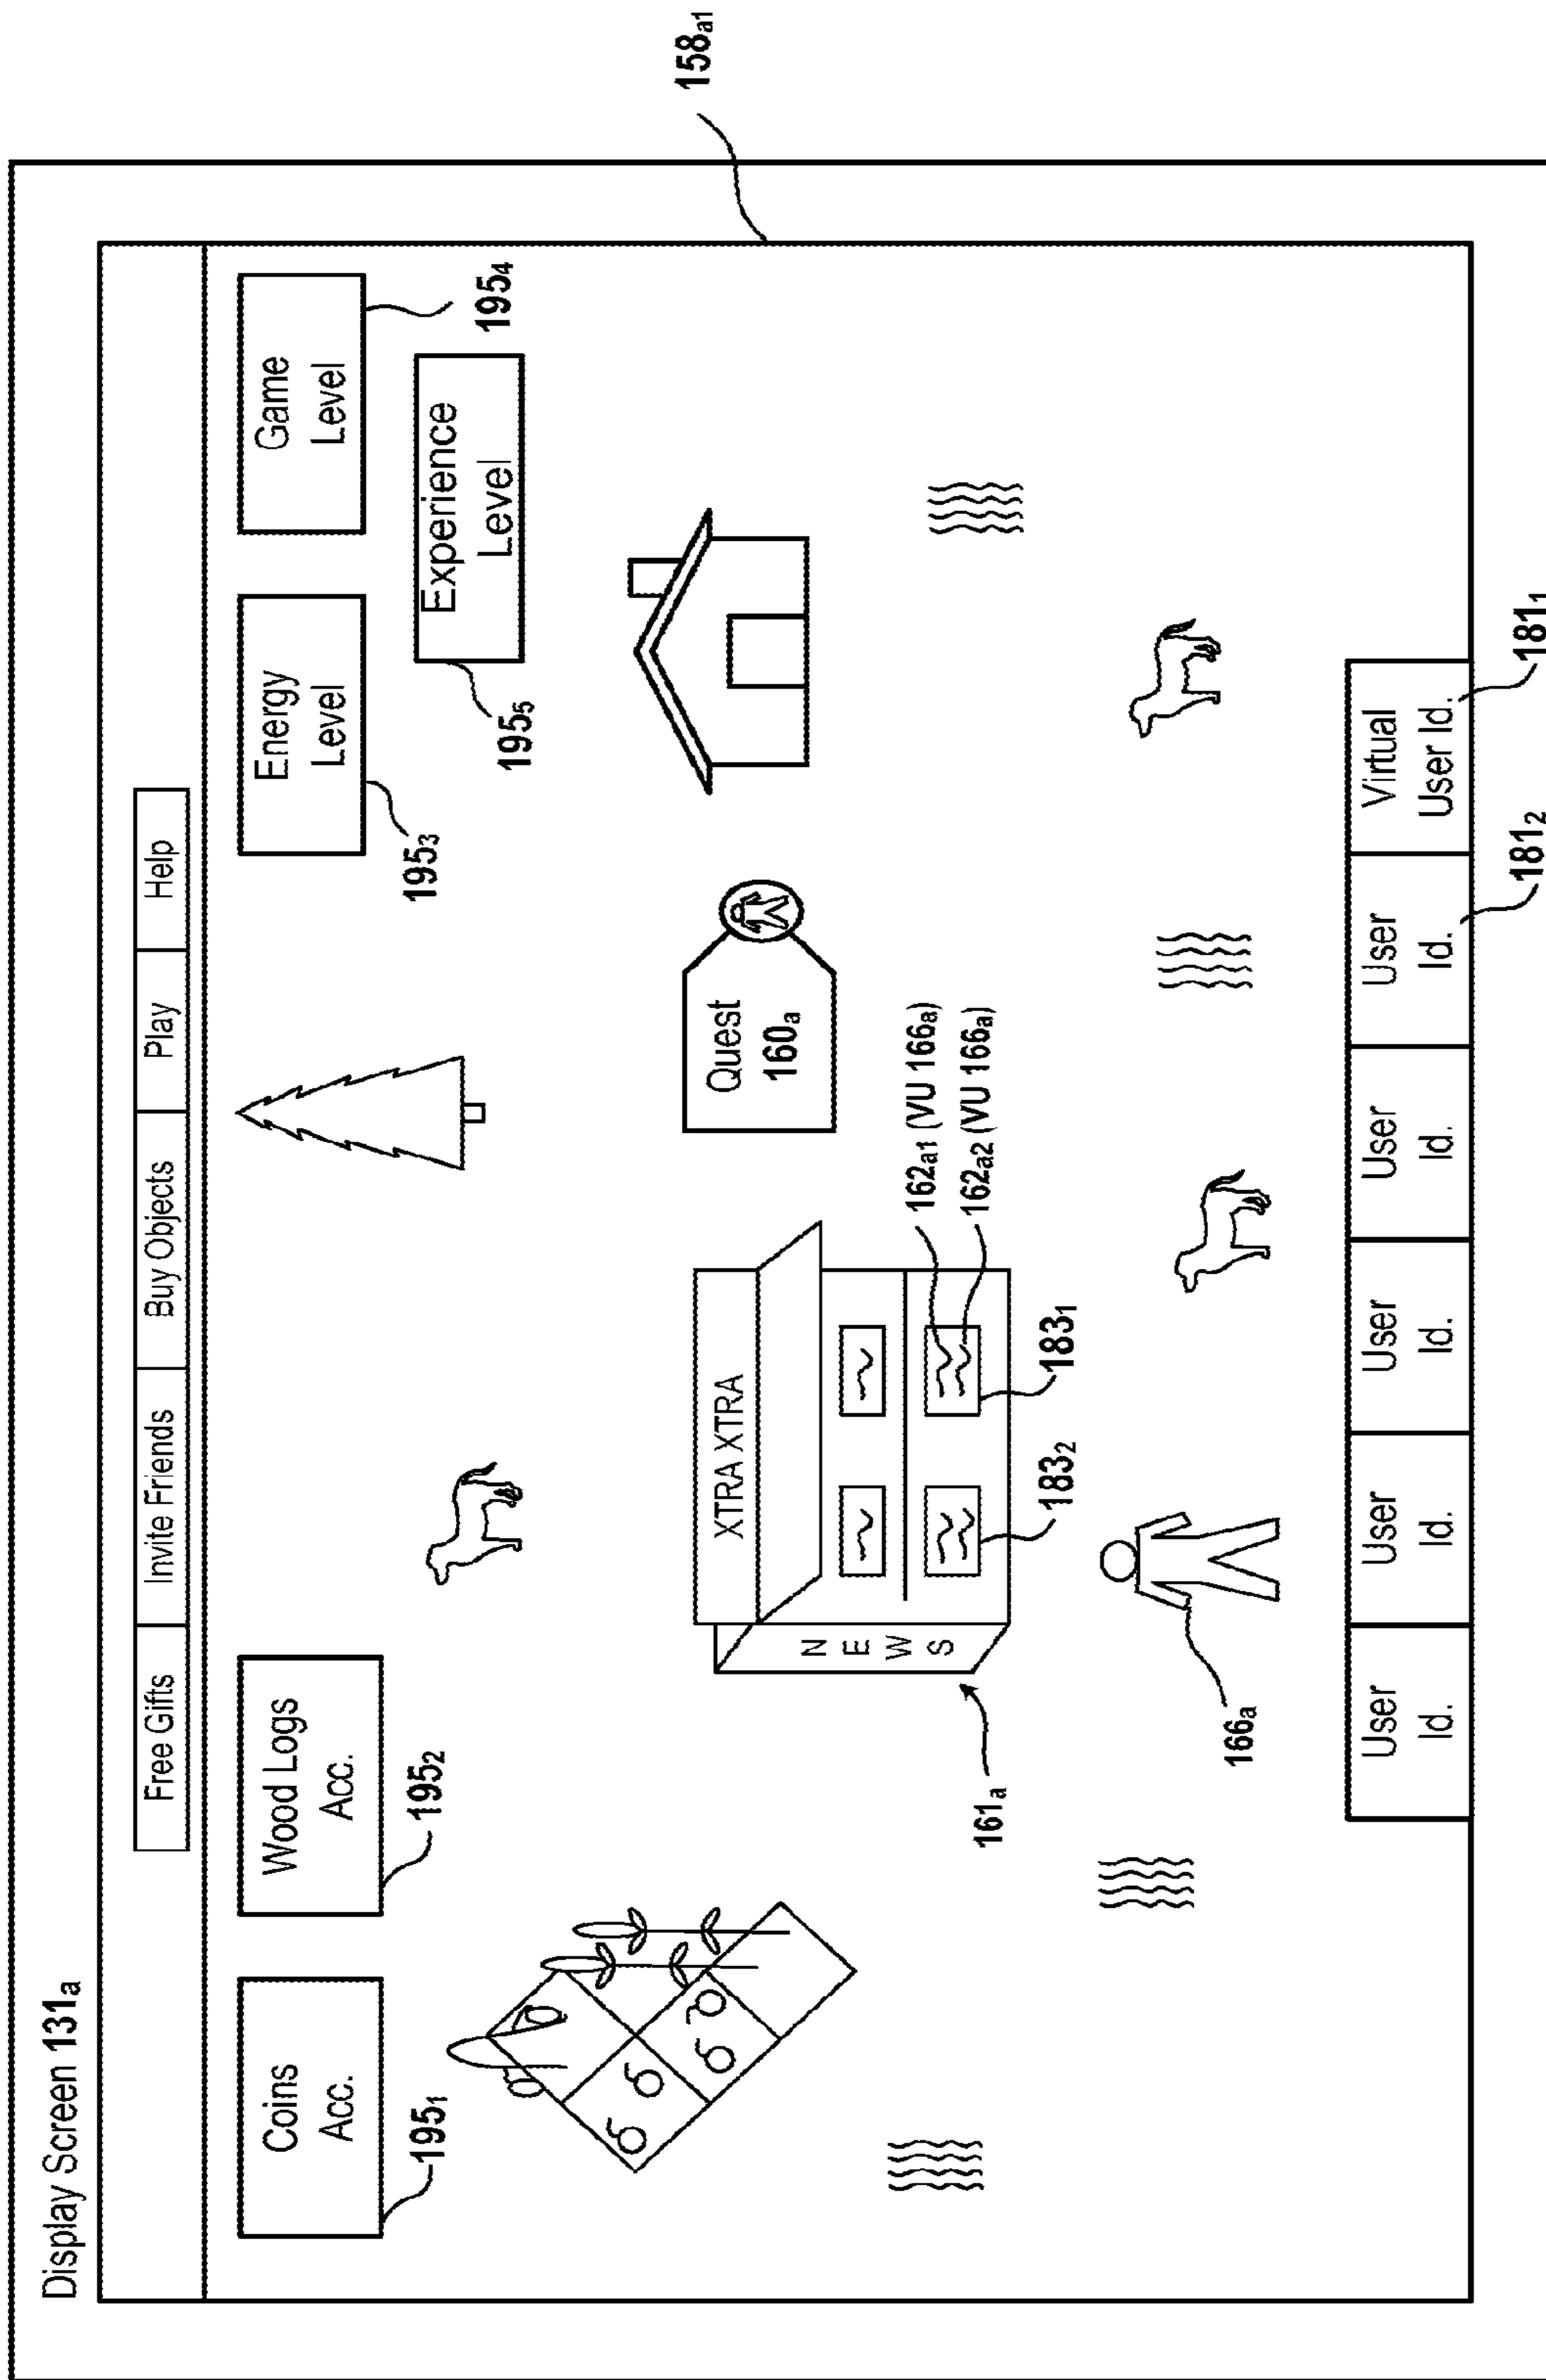 Display Screen 131a
Free Gifts
Invite Friends
Buy Objects
Play
Help
Coins
Acc.
195₁
Wood Logs
Acc.
195₂
Energy
Level
195₃
Game
Level
195₄
Experience
Level
195₅
158a1
Quest
160a
XTRA XTRA
N
E
W
S
162a1 (VU 166a)
162a2 (VU 166a)
183₂
183₁
161a
166a
User
Id.
User
Id.
User
Id.
User
Id.
User
Id.
Virtual
User Id.
181₂
181₁